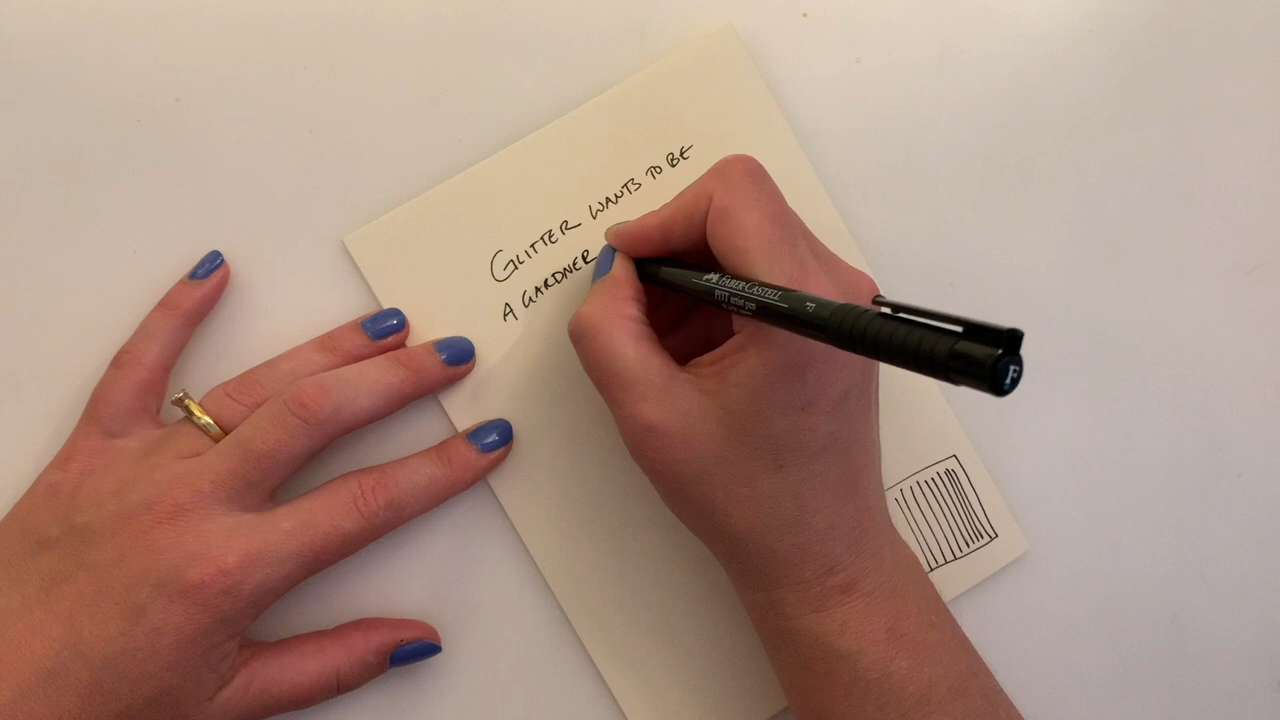 GLITTER WANTS TO BE
A GARDNER
FABER-CASTELL
PITT artist pen
F
F